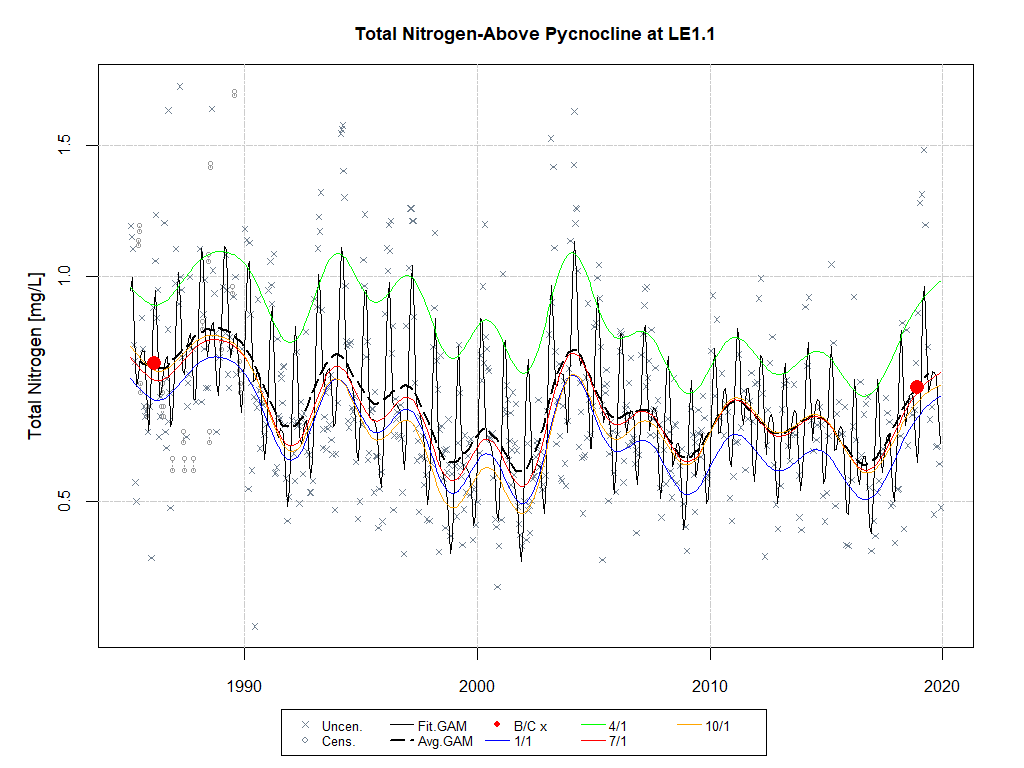 Total Nitrogen-Above Pycnocline at LE1.1
Total Nitrogen [mg/L]
1.5
1.0
0.5
1990 2000 2010 2020
Uncen. Fit.GAM B/C x 4/1 10/1
Cens. Avg.GAM 1/1 7/1